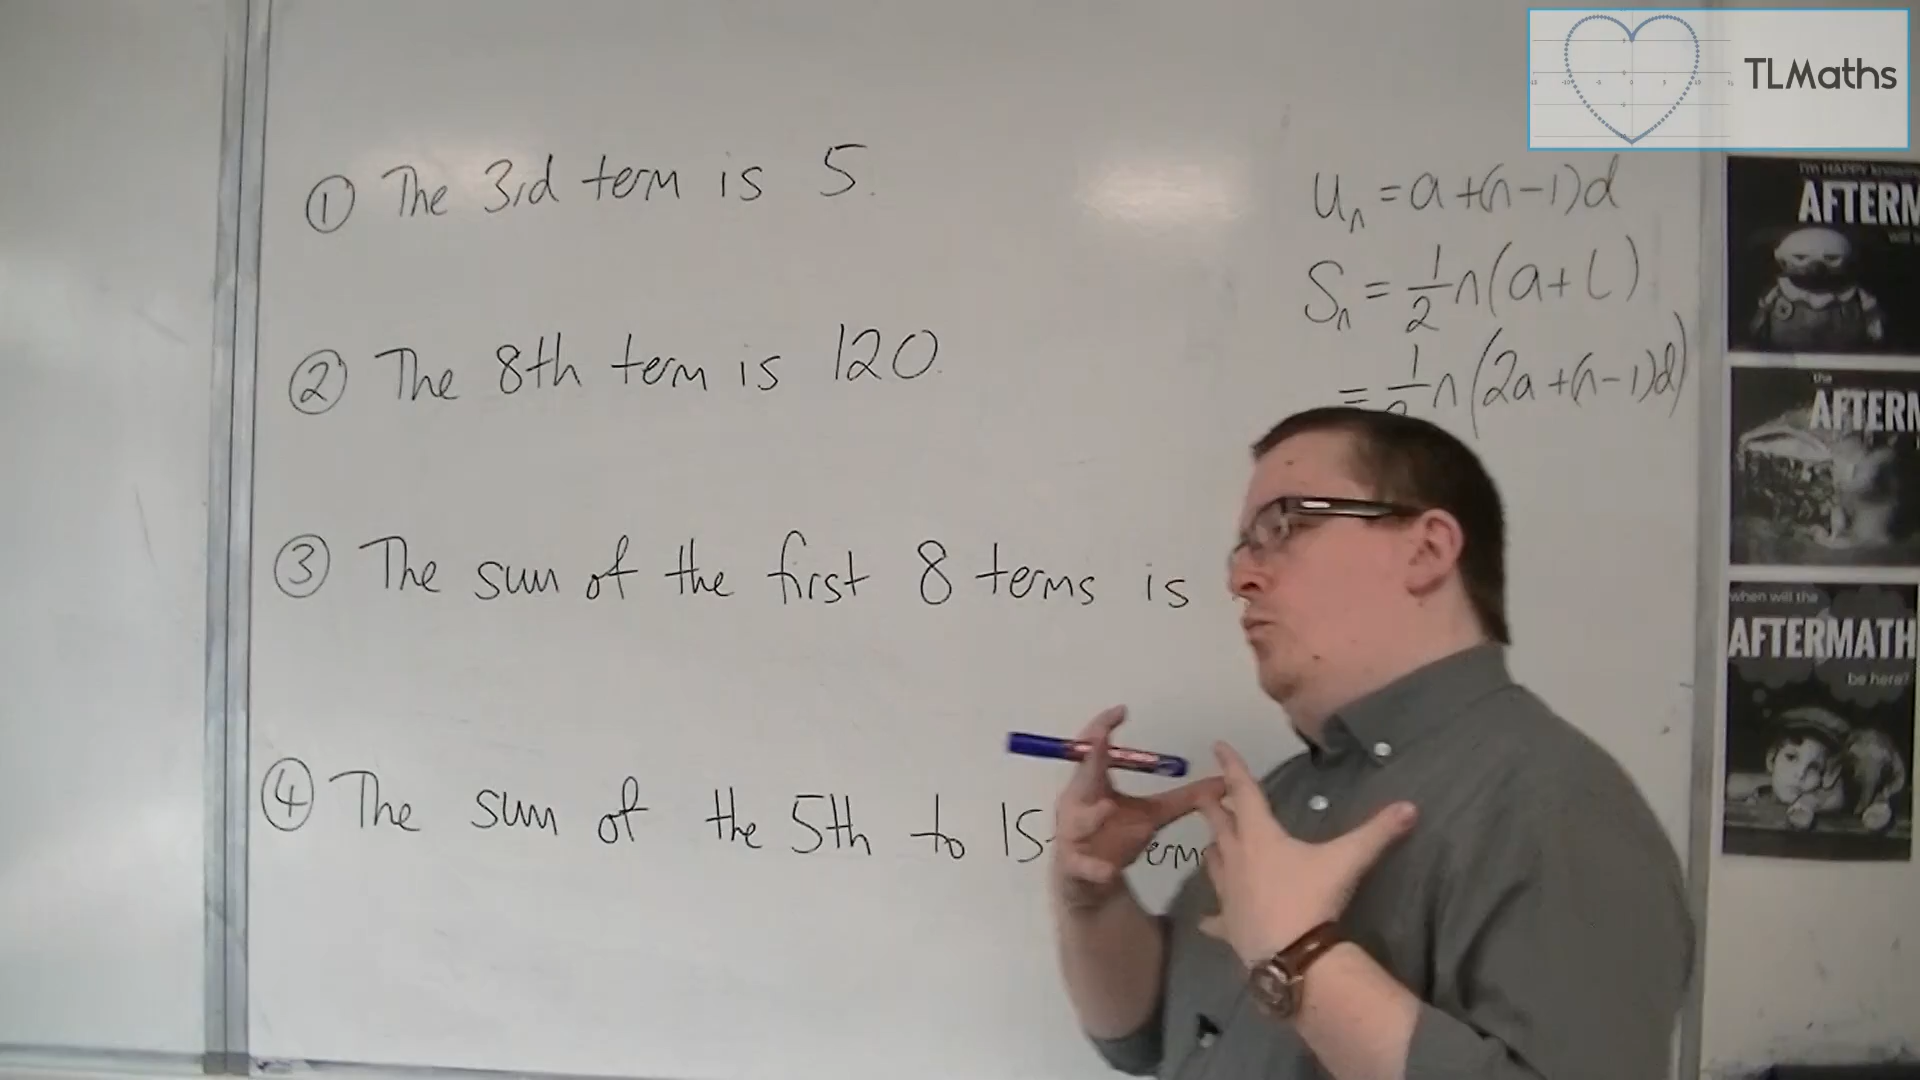 TLMaths
① The 3rd term is 5.
② The 8th term is 120.
③ The sum of the first 8 terms is
④ The sum of the 5th to 15
Uₙ = a + (n-1)d
Sₙ = 1/2 n(a + L)
= n(2a + (n-1)d)
I'm HAPPY
AFTERM
the
AFTERM
when will the
AFTERMATH
be here?